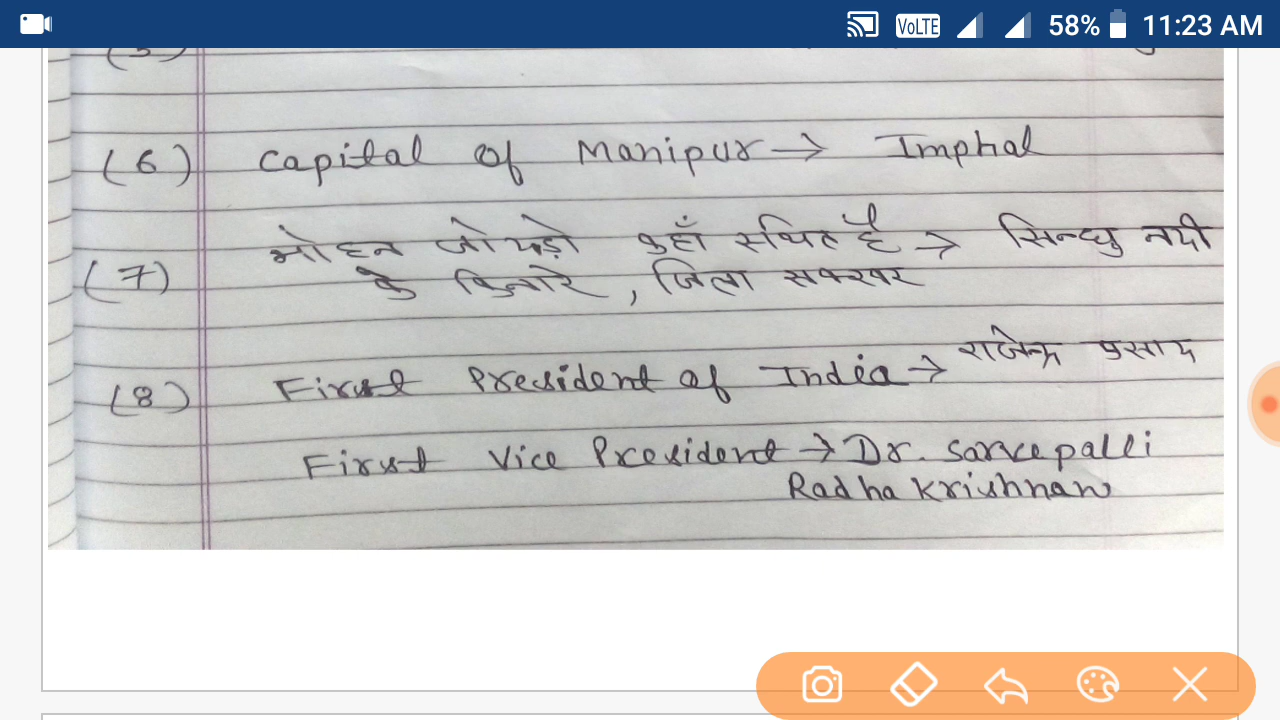 VoLTE 58% 11:23 AM
(6) Capital of Manipur → Imphal
मोहन जोदड़ो कहाँ स्थित है → सिन्धु नदी
(7) के किनारे, जिला सक्खर
(8) First President of India → राजेन्द्र प्रसाद
First Vice President → Dr. Sarvepalli
Radha Krishnan